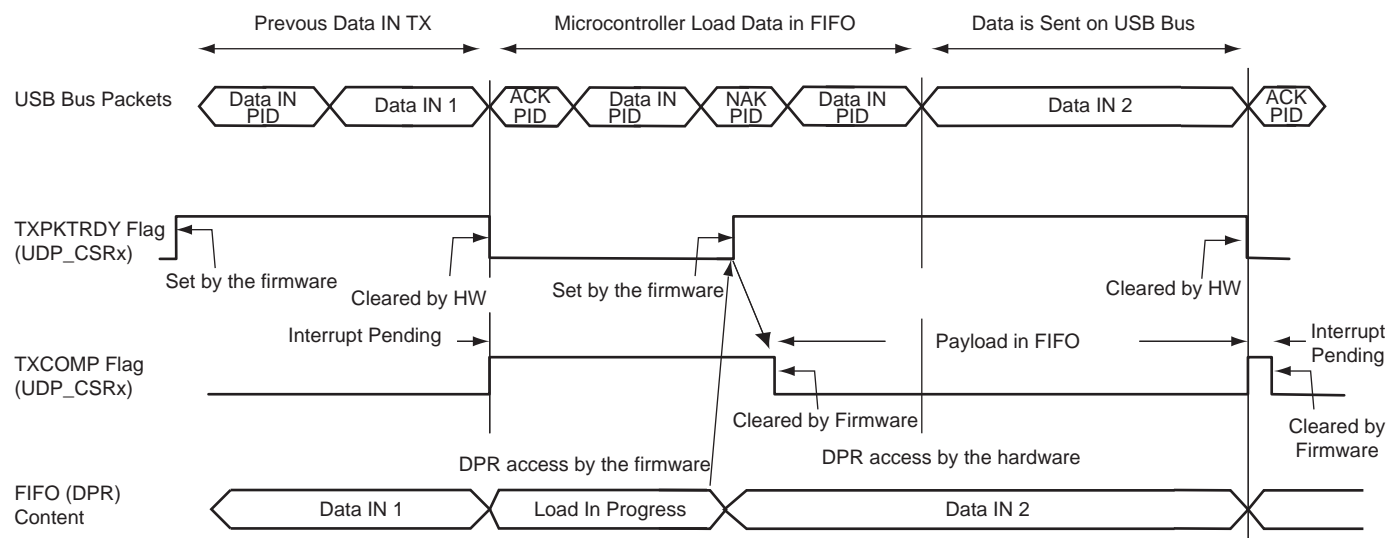 Prevous Data IN TX
Microcontroller Load Data in FIFO
Data is Sent on USB Bus
USB Bus Packets
Data IN
PID
Data IN 1
ACK
PID
Data IN
PID
NAK
PID
Data IN
PID
Data IN 2
ACK
PID
TXPKTRDY Flag
(UDP_CSRx)
Set by the firmware
Cleared by HW
Set by the firmware
Cleared by HW
Interrupt Pending
Payload in FIFO
Interrupt
Pending
TXCOMP Flag
(UDP_CSRx)
Cleared by Firmware
Cleared by
Firmware
DPR access by the firmware
DPR access by the hardware
FIFO (DPR)
Content
Data IN 1
Load In Progress
Data IN 2